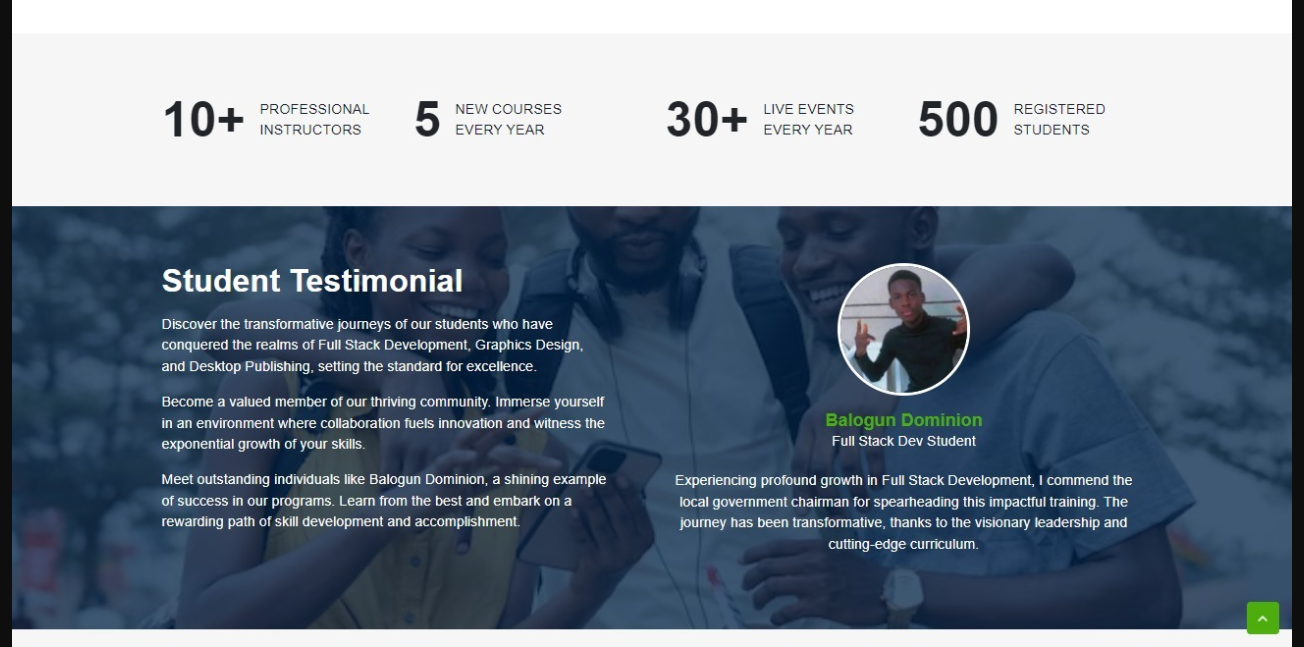 10+ PROFESSIONAL
INSTRUCTORS
5 NEW COURSES
EVERY YEAR
30+ LIVE EVENTS
EVERY YEAR
500 REGISTERED
STUDENTS
Student Testimonial
Discover the transformative journeys of our students who have
conquered the realms of Full Stack Development, Graphics Design,
and Desktop Publishing, setting the standard for excellence.
Become a valued member of our thriving community. Immerse yourself
in an environment where collaboration fuels innovation and witness the
exponential growth of your skills.
Meet outstanding individuals like Balogun Dominion, a shining example
of success in our programs. Learn from the best and embark on a
rewarding path of skill development and accomplishment.
Balogun Dominion
Full Stack Dev Student
Experiencing profound growth in Full Stack Development, I commend the
local government chairman for spearheading this impactful training. The
journey has been transformative, thanks to the visionary leadership and
cutting-edge curriculum.